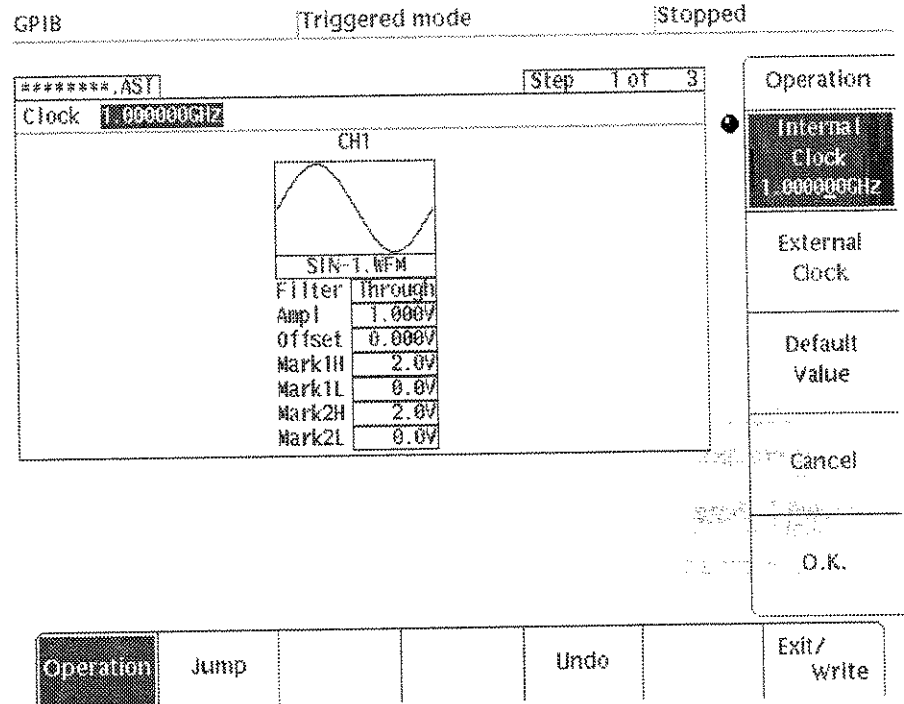 GPIB Triggered mode Stopped
********.AST Step 1 of 3
Clock 1.000000GHz
CH1
SIN-1.WFM
Filter Through
Ampl 1.000V
Offset 0.000V
Mark1H 2.0V
Mark1L 0.0V
Mark2H 2.0V
Mark2L 0.0V
Operation
Internal
Clock
1.000000GHz
External
Clock
Default
Value
Cancel
O.K.
Operation Jump Undo Exit/
Write